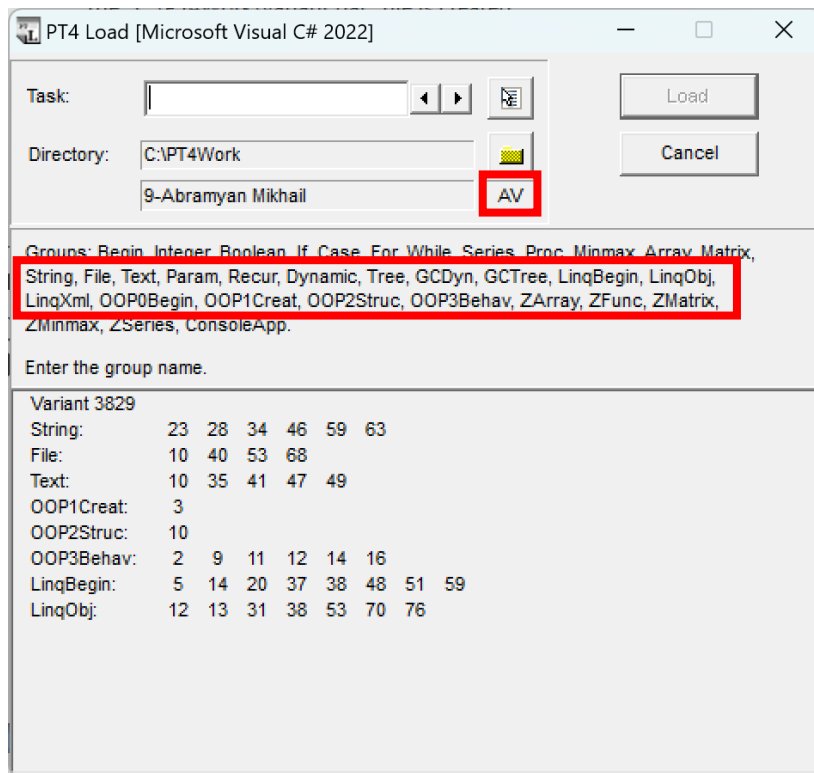 PT4 Load [Microsoft Visual C# 2022]
Task:
Load
Directory: C:\PT4Work
Cancel
9-Abramyan Mikhail AV
Groups: Begin, Integer, Boolean, If, Case, For, While, Series, Proc, Minmax, Array, Matrix,
String, File, Text, Param, Recur, Dynamic, Tree, GCDyn, GCTree, LinqBegin, LinqObj,
LinqXml, OOP0Begin, OOP1Creat, OOP2Struc, OOP3Behav, ZArray, ZFunc, ZMatrix,
ZMinmax, ZSeries, ConsoleApp.
Enter the group name.
Variant 3829
String: 23 28 34 46 59 63
File: 10 40 53 68
Text: 10 35 41 47 49
OOP1Creat: 3
OOP2Struc: 10
OOP3Behav: 2 9 11 12 14 16
LinqBegin: 5 14 20 37 38 48 51 59
LinqObj: 12 13 31 38 53 70 76